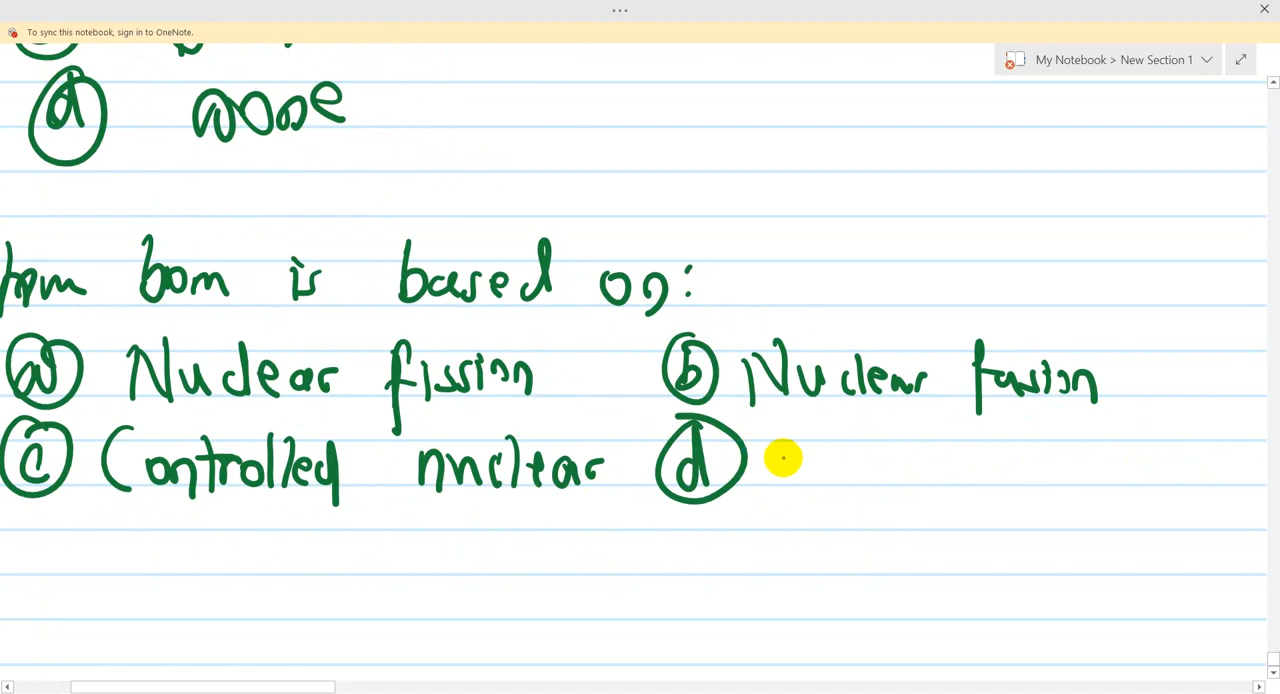 To sync this notebook, sign in to OneNote.
My Notebook > New Section 1
d none
bom is based on:
a Nuclear fission b Nuclear fusion
c Controlled nuclear d